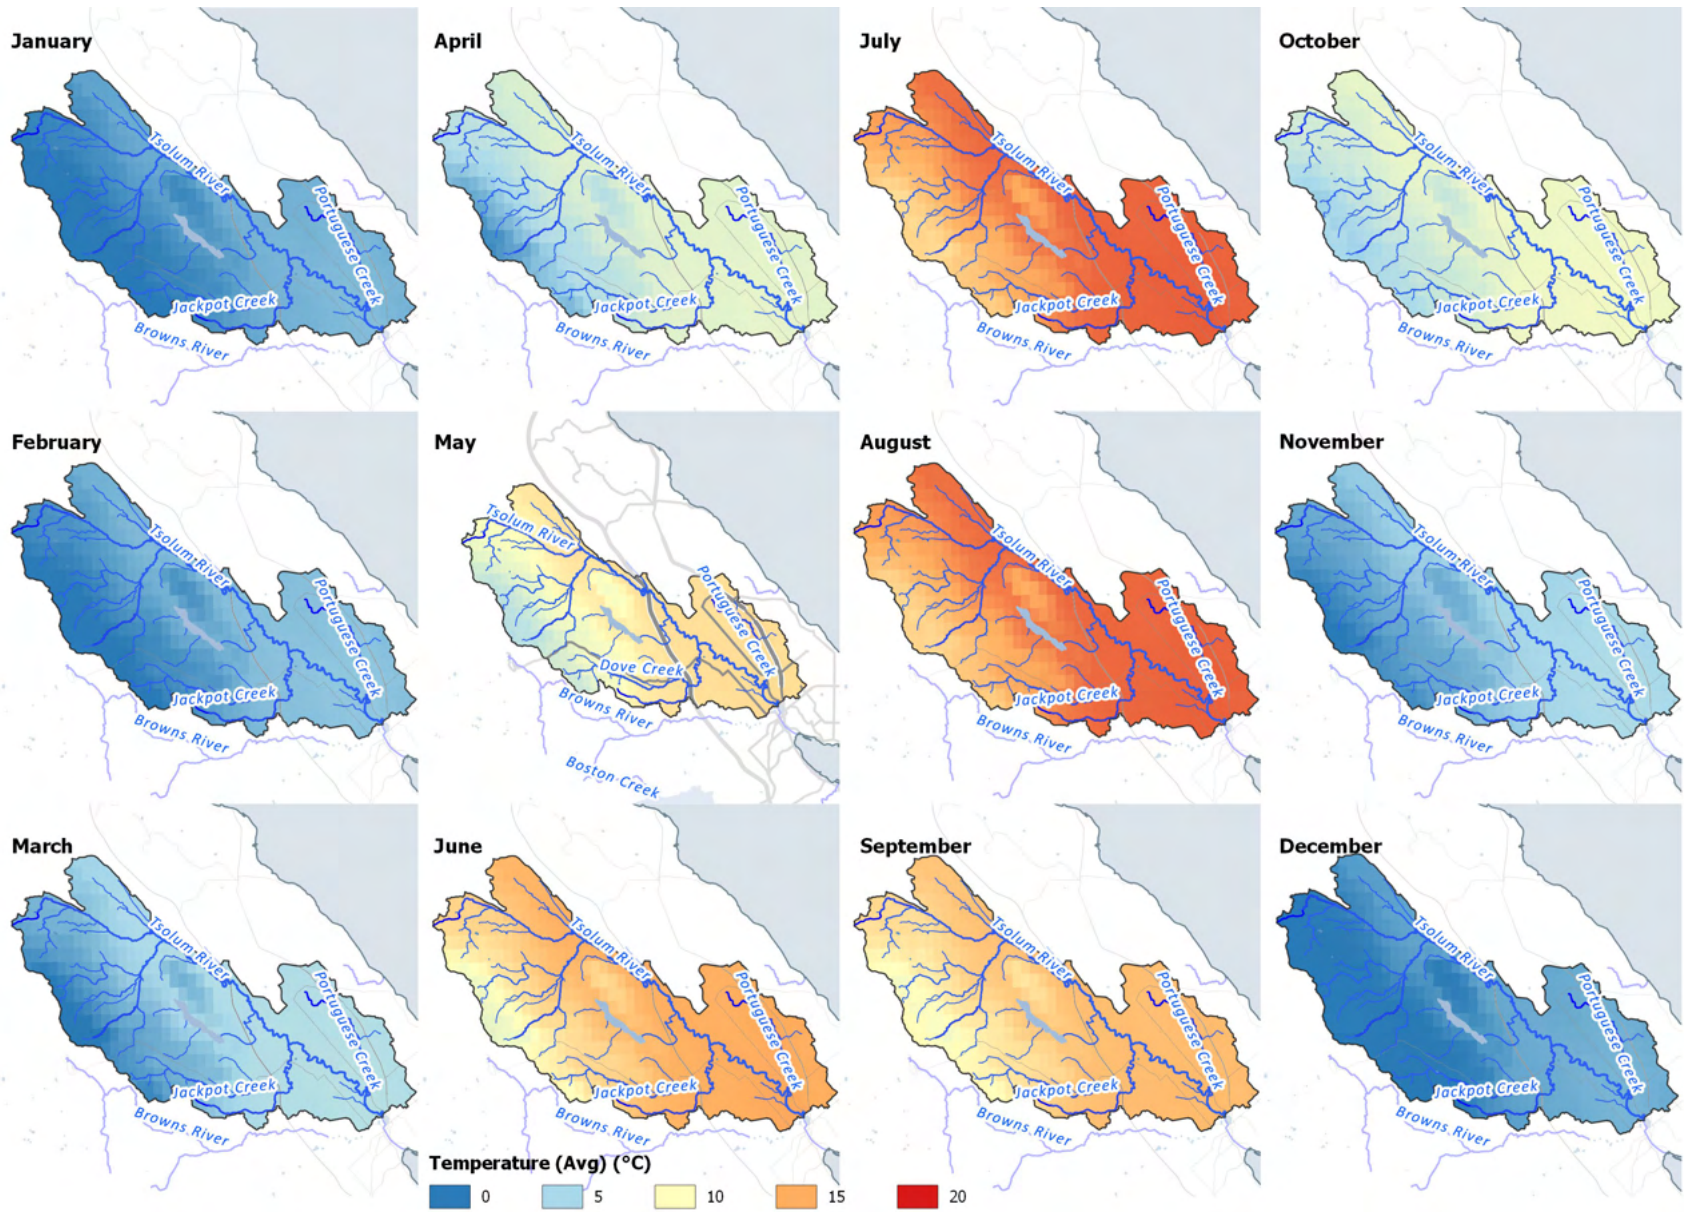 January
Tsolum River
Portuguese Creek
Jackpot Creek
Browns River
April
Tsolum River
Portuguese Creek
Jackpot Creek
Browns River
July
Tsolum River
Portuguese Creek
Jackpot Creek
October
Tsolum River
Portuguese Creek
Jackpot Creek
Browns River
February
Tsolum River
Portuguese Creek
Jackpot Creek
Browns River
May
Tsolum River
Portuguese Creek
Dove Creek
Browns River
Boston Creek
August
Tsolum River
Portuguese Creek
Jackpot Creek
Browns River
November
Tsolum River
Portuguese Creek
Jackpot Creek
Browns River
March
Tsolum River
Portuguese Creek
Jackpot Creek
Browns River
June
Tsolum River
Portuguese Creek
Jackpot Creek
Browns River
September
Tsolum River
Portuguese Creek
Jackpot Creek
Browns River
December
Tsolum River
Portuguese Creek
Jackpot Creek
Browns River
Temperature (Avg) (°C)
0 5 10 15 20